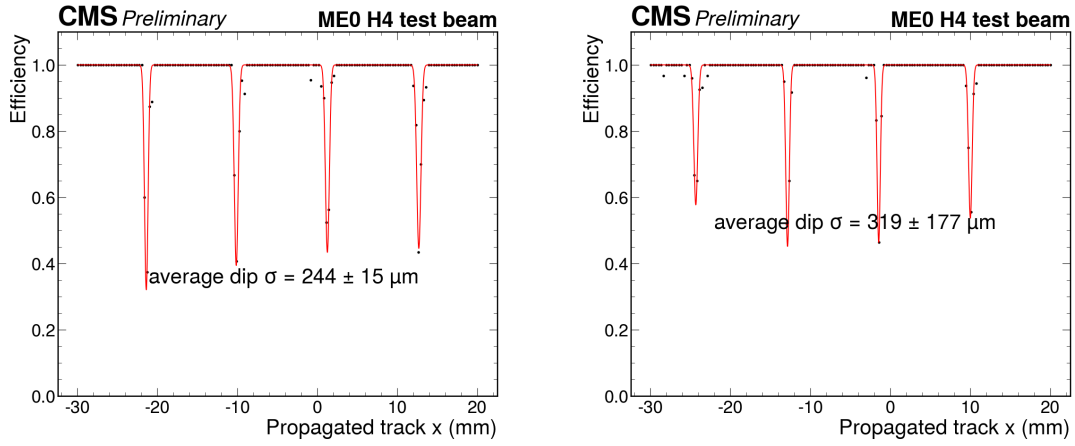 CMS Preliminary ME0 H4 test beam
Efficiency
1.0
0.8
0.6
0.4
0.2
0.0
average dip σ = 244 ± 15 μm
-30 -20 -10 0 10 20
Propagated track x (mm)
CMS Preliminary ME0 H4 test beam
Efficiency
1.0
0.8
0.6
0.4
0.2
0.0
average dip σ = 319 ± 177 μm
-30 -20 -10 0 10 20
Propagated track x (mm)